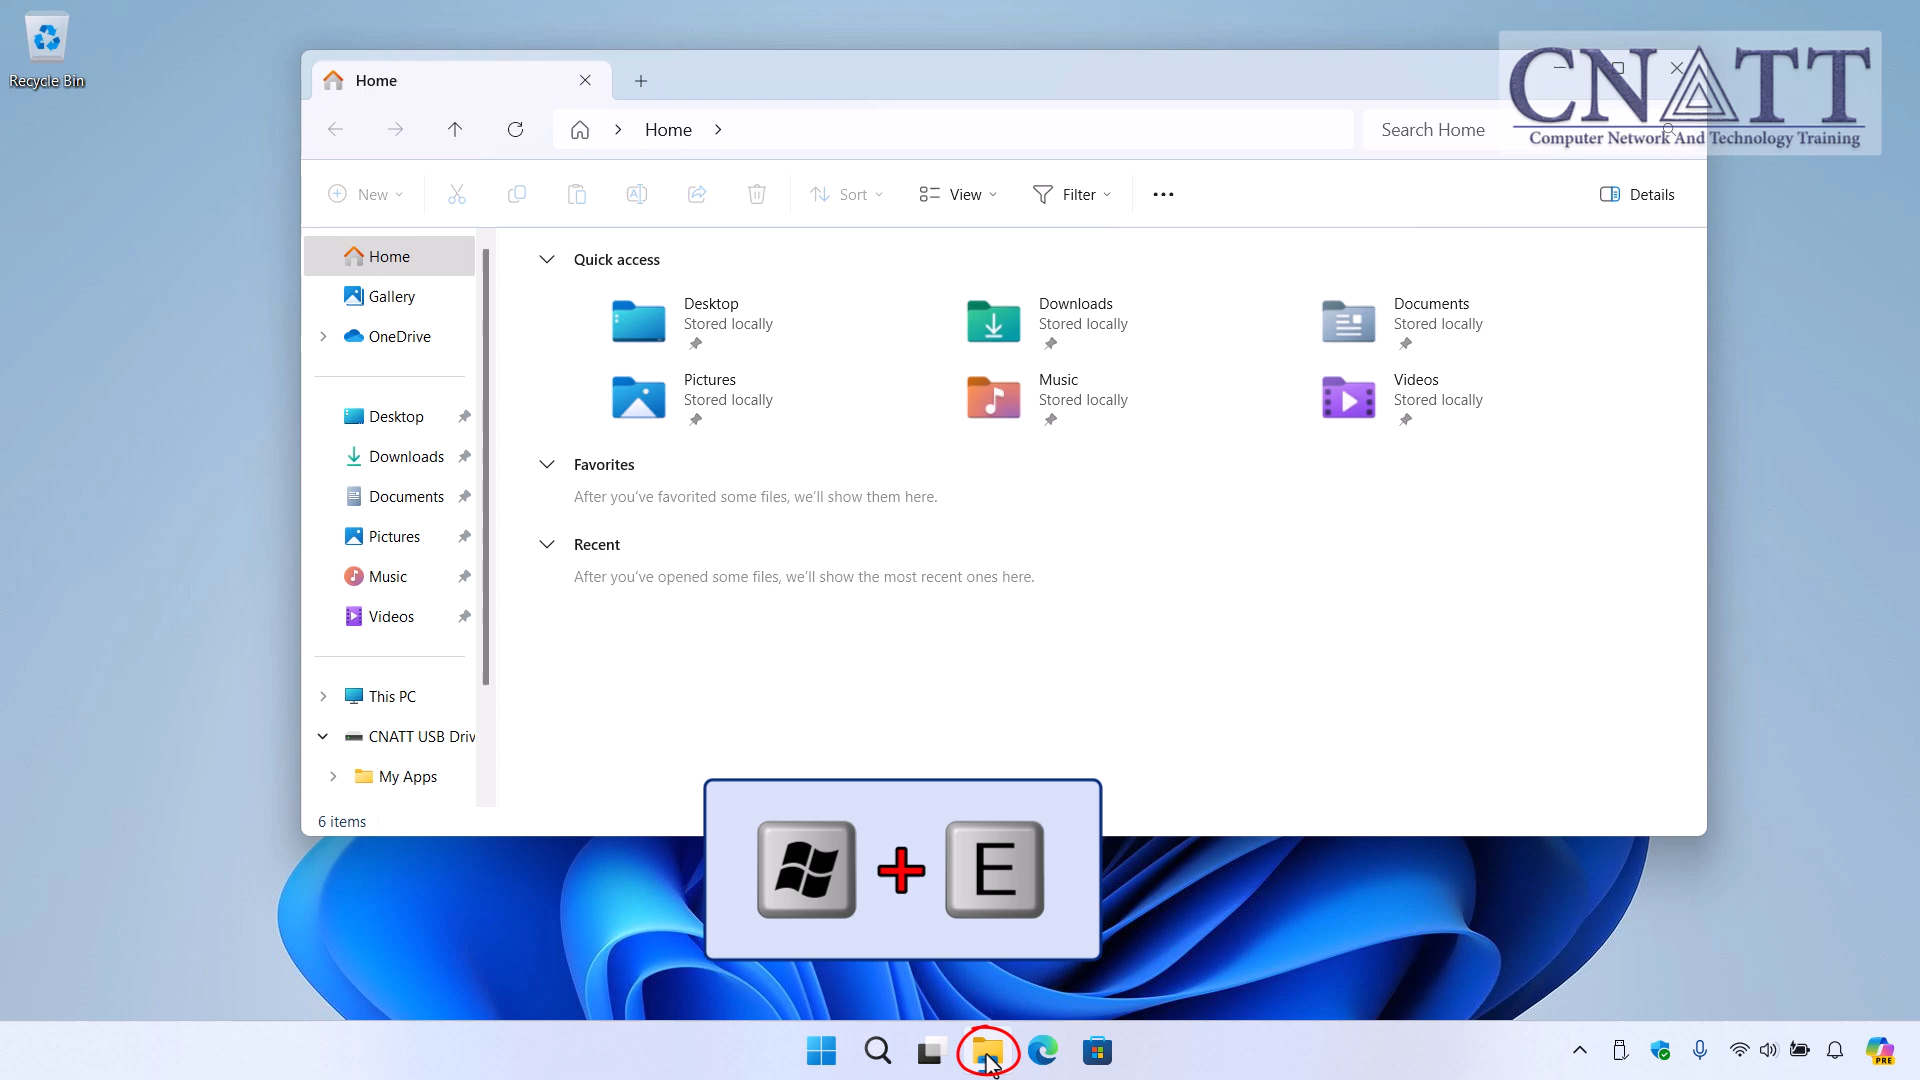 Recycle Bin
Home
CNATT
Computer Network And Technology Training
Home
Search Home
New
Sort
View
Filter
Details
Home
Gallery
OneDrive
Desktop
Downloads
Documents
Pictures
Music
Videos
This PC
CNATT USB Driv
My Apps
6 items
Quick access
Desktop
Stored locally
Downloads
Stored locally
Documents
Stored locally
Pictures
Stored locally
Music
Stored locally
Videos
Stored locally
Favorites
After you've favorited some files, we'll show them here.
Recent
After you've opened some files, we'll show the most recent ones here.
E
PRE